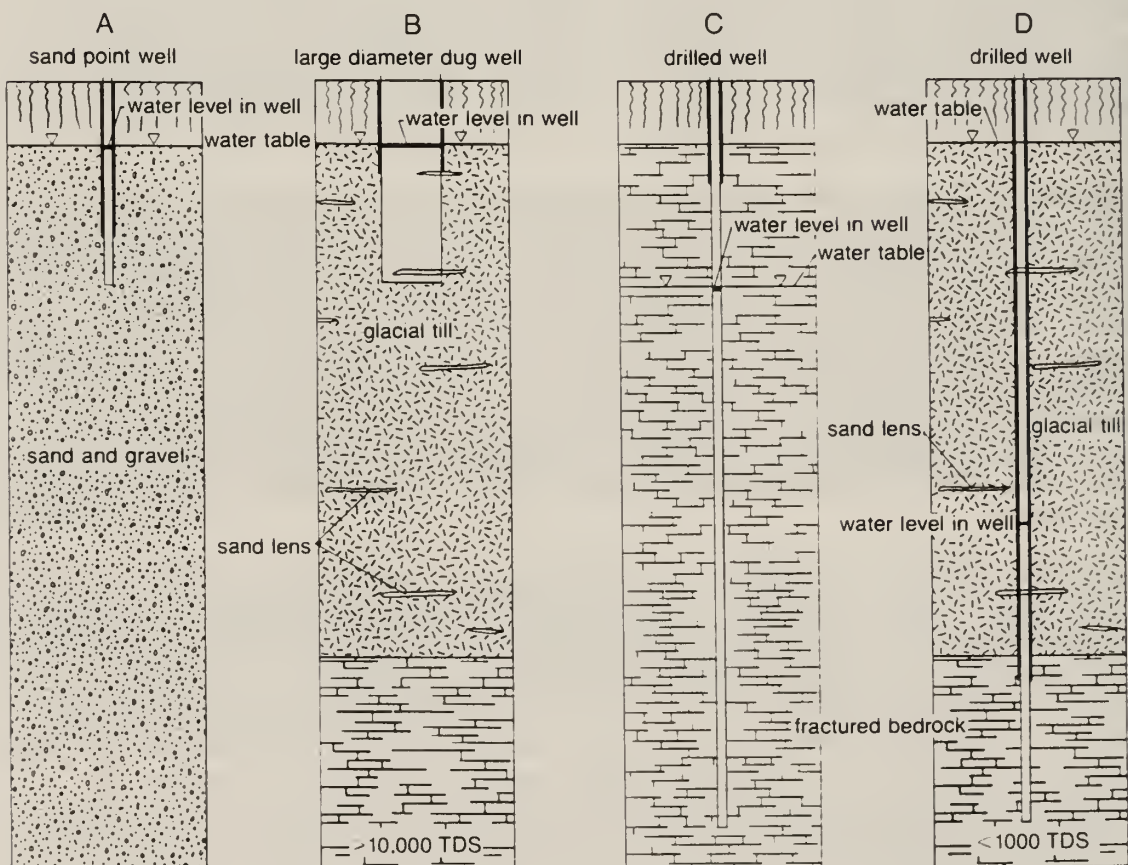 A
sand point well
water level in well
water table
sand and gravel
B
large diameter dug well
water level in well
glacial till
sand lens
>10,000 TDS
C
drilled well
water level in well
water table
fractured bedrock
D
drilled well
water table
sand lens
glacial till
water level in well
<1000 TDS